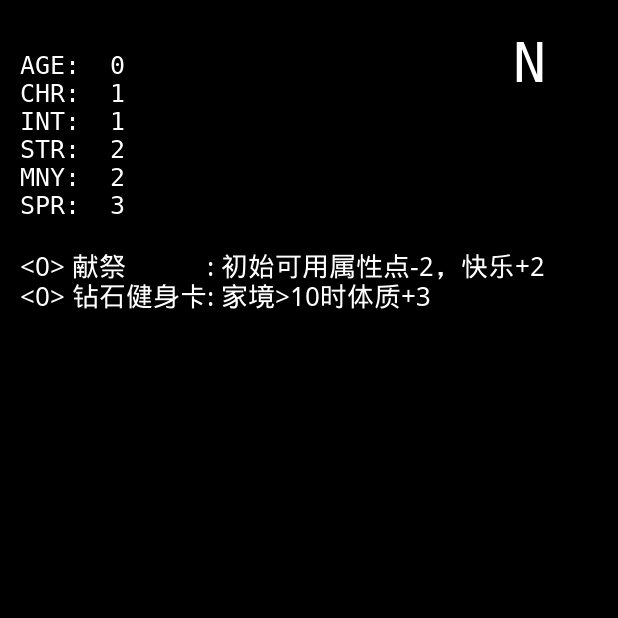 N
AGE: 0
CHR: 1
INT: 1
STR: 2
MNY: 2
SPR: 3
<0> 献祭 : 初始可用属性点-2，快乐+2
<0> 钻石健身卡: 家境>10时体质+3